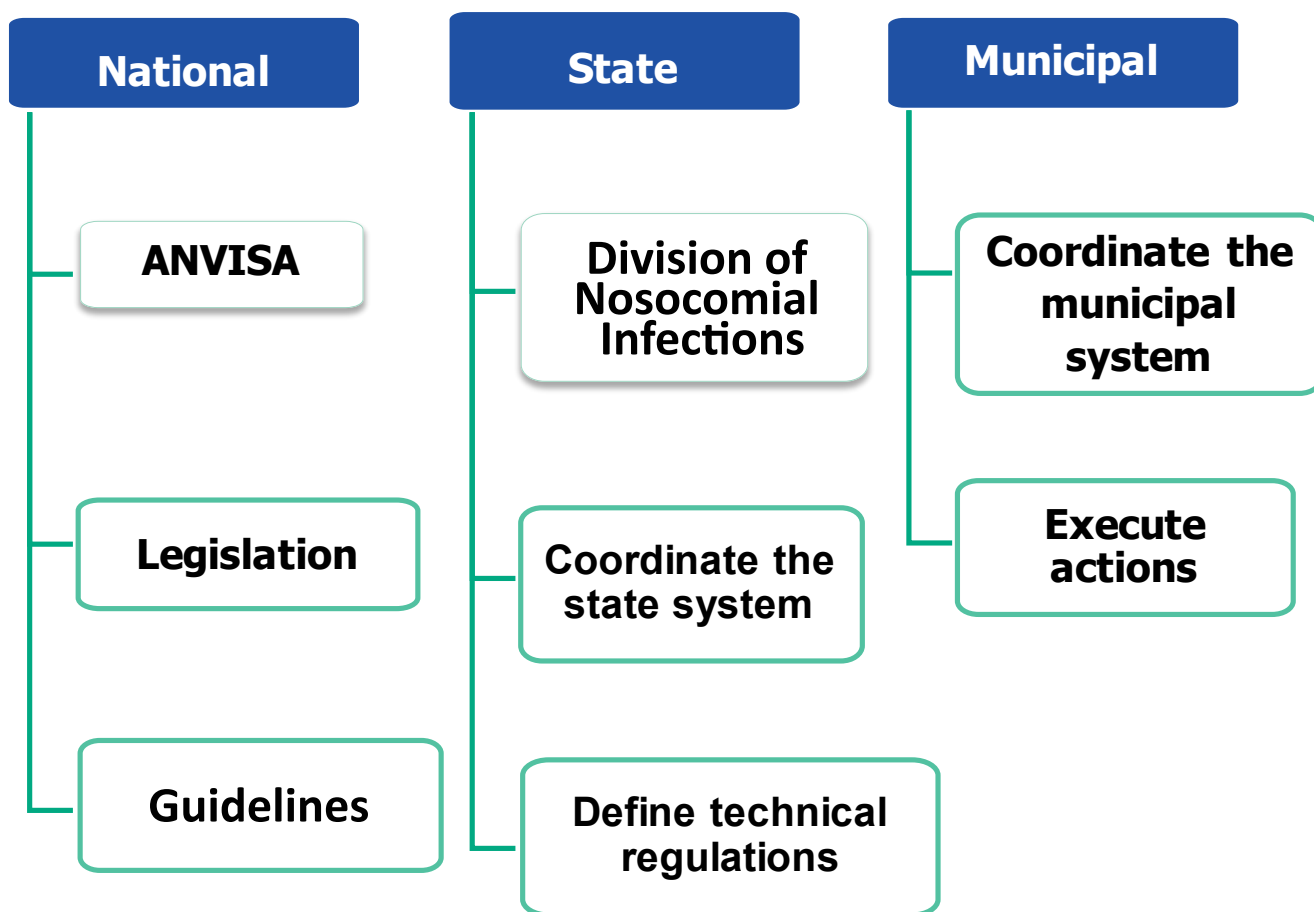 National
ANVISA
Legislation
Guidelines
State
Division of
Nosocomial
Infections
Coordinate the
state system
Define technical
regulations
Municipal
Coordinate the
municipal
system
Execute
actions